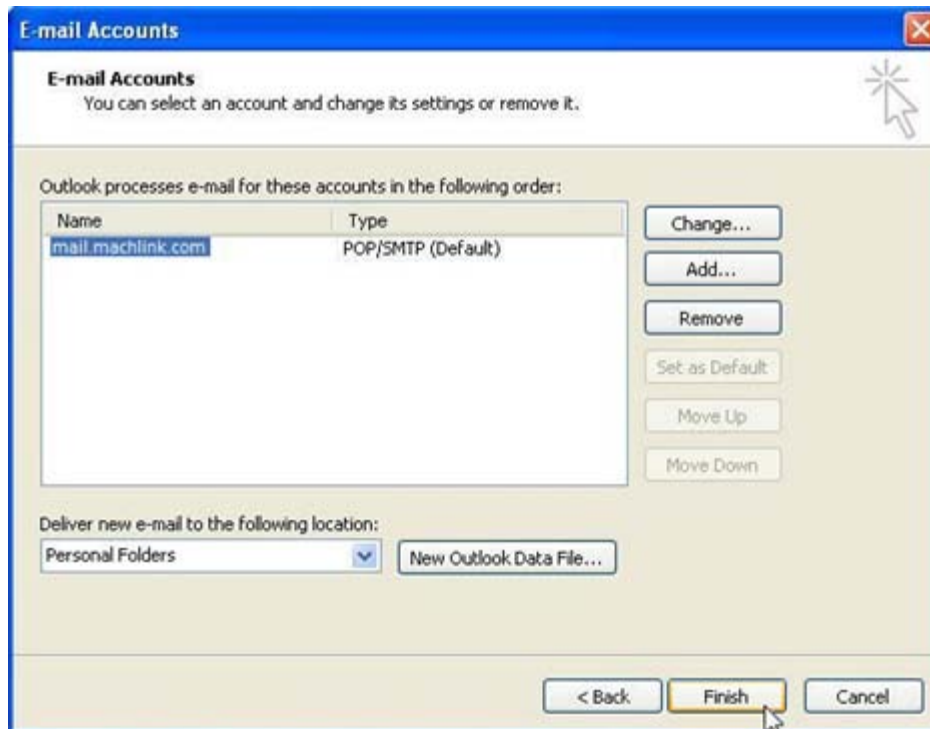 E-mail Accounts
E-mail Accounts
You can select an account and change its settings or remove it.
Outlook processes e-mail for these accounts in the following order:
Name Type
mail.machlink.com POP/SMTP (Default)
Change...
Add...
Remove
Set as Default
Move Up
Move Down
Deliver new e-mail to the following location:
Personal Folders New Outlook Data File...
< Back Finish Cancel